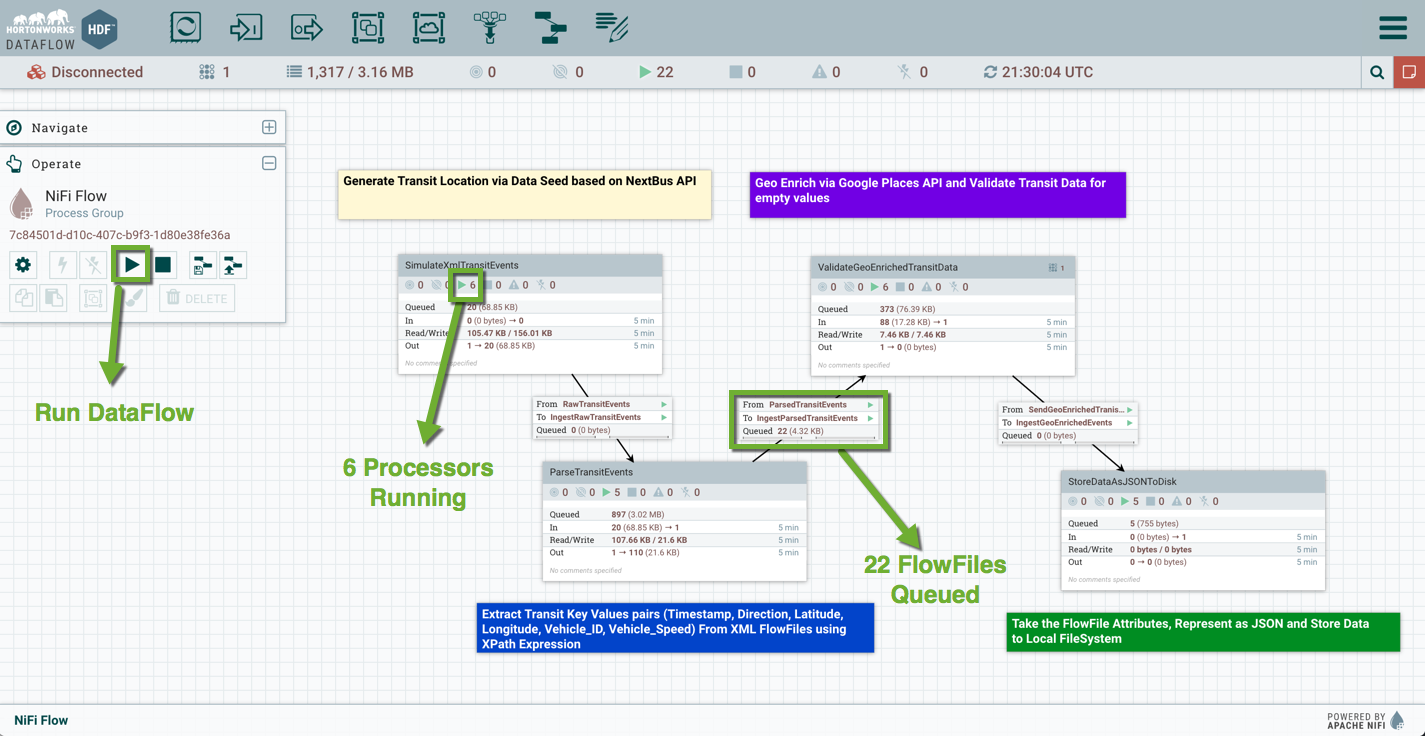 HORTONWORKS
DATAFLOW
HDF™
Disconnected 1 1,317 / 3.16 MB 0 0 22 0 0 0 21:30:04 UTC
Navigate
Operate
NiFi Flow
Process Group
7c84501d-d10c-407c-b9f3-1d80e38fe36a
DELETE
Run DataFlow
Generate Transit Location via Data Seed based on NextBus API
Geo Enrich via Google Places API and Validate Transit Data for
empty values
SimulateXmlTransitEvents
0 0 6 0 0 0
Queued 20 (68.85 KB)
In 0 (0 bytes) → 0 5 min
Read/Write 105.47 KB / 156.01 KB 5 min
Out 1 → 20 (68.85 KB) 5 min
No comments specified
ValidateGeoEnrichedTransitData 1
0 0 6 0 0 0
Queued 373 (76.39 KB)
In 88 (17.28 KB) → 1 5 min
Read/Write 7.46 KB / 7.46 KB 5 min
Out 1 → 0 (0 bytes) 5 min
No comments specified
From RawTransitEvents
To IngestRawTransitEvents
Queued 0 (0 bytes)
From ParsedTransitEvents
To IngestParsedTransitEvents
Queued 22 (4.32 KB)
From SendGeoEnrichedTranis...
To IngestGeoEnrichedEvents
Queued 0 (0 bytes)
6 Processors
Running
ParseTransitEvents
0 0 5 0 0 0
Queued 897 (3.02 MB)
In 20 (68.85 KB) → 1 5 min
Read/Write 107.66 KB / 21.6 KB 5 min
Out 1 → 110 (21.6 KB) 5 min
No comments specified
StoreDataAsJSONToDisk
0 0 5 0 0 0
Queued 5 (755 bytes)
In 0 (0 bytes) → 1 5 min
Read/Write 0 bytes / 0 bytes 5 min
Out 0 → 0 (0 bytes) 5 min
No comments specified
22 FlowFiles
Queued
Extract Transit Key Values pairs (Timestamp, Direction, Latitude,
Longitude, Vehicle_ID, Vehicle_Speed) From XML FlowFiles using
XPath Expression
Take the FlowFile Attributes, Represent as JSON and Store Data
to Local FileSystem
NiFi Flow
POWERED BY
APACHE NIFI